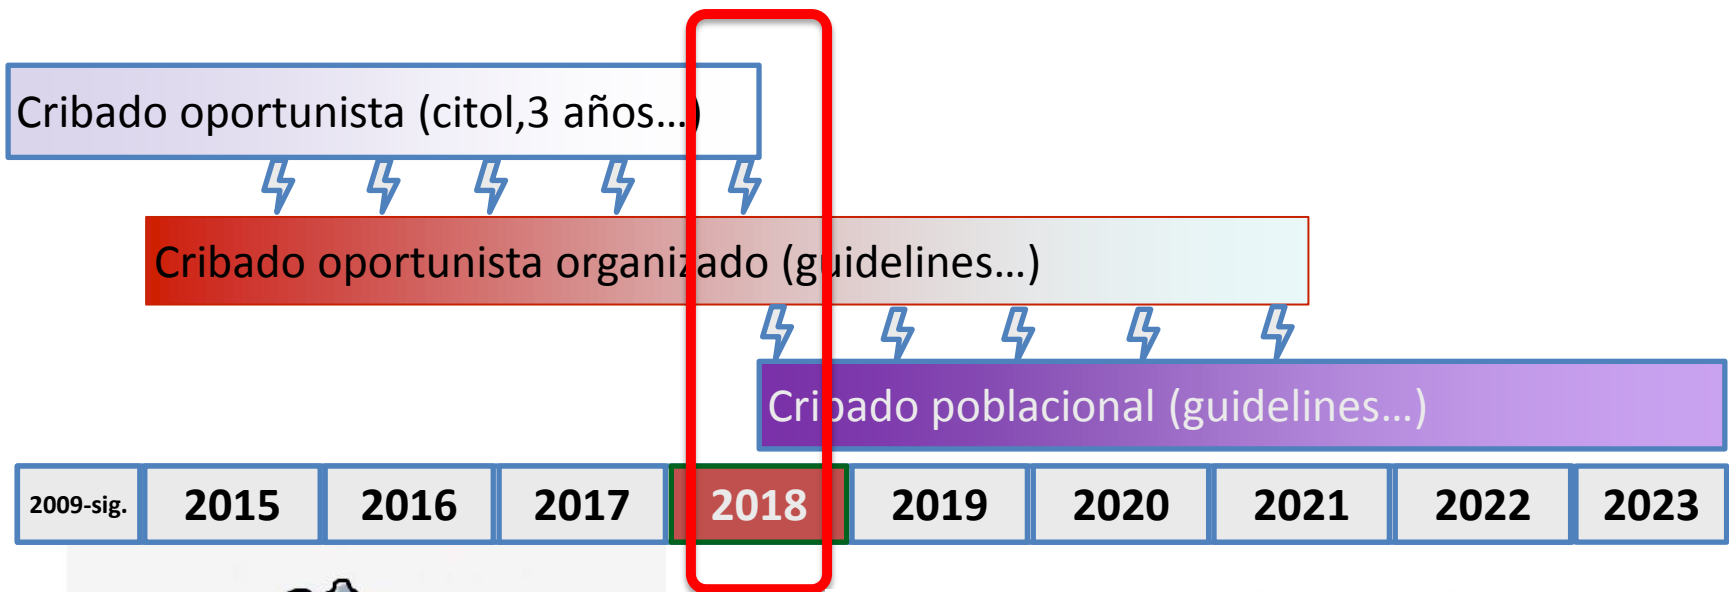 Cribado oportunista (citol,3 años...)
Cribado oportunista organizado (guidelines...)
Cribado poblacional (guidelines...)
2009-sig. 2015 2016 2017 2018 2019 2020 2021 2022 2023